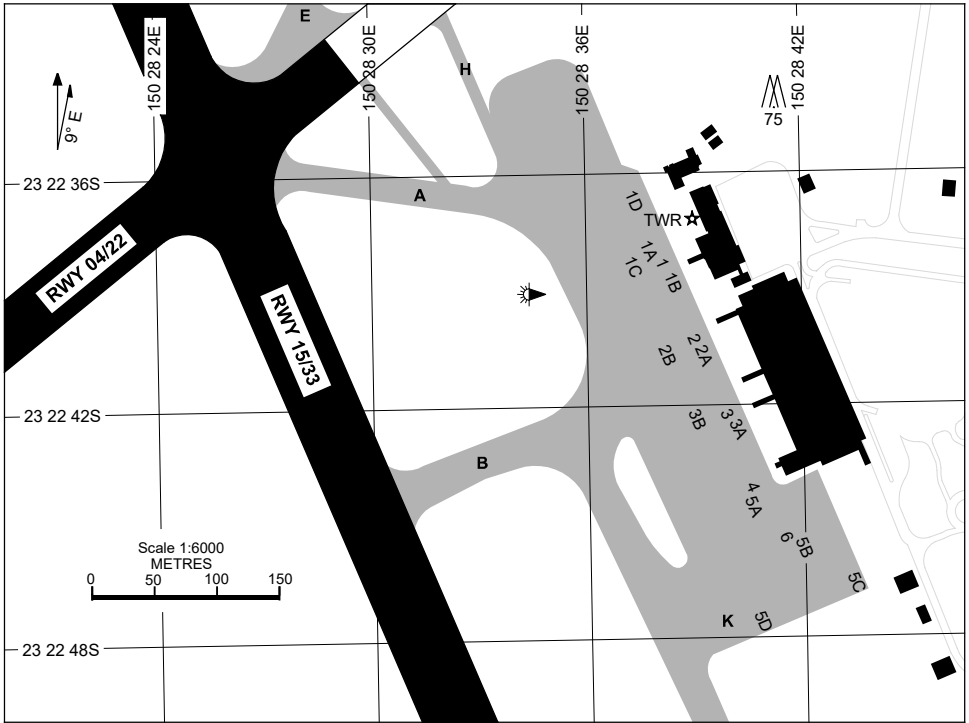 E
150 28 24E
150 28 30E
150 28 36E
150 28 42E
H
75
9° E
23 22 36S
A
1D
TWR
1A
1
1C
1B
RWY 04/22
RWY 15/33
2
2A
2B
23 22 42S
3B
3
3A
B
4
5A
6
5B
Scale 1:6000
METRES
0 50 100 150
5C
K
5D
23 22 48S